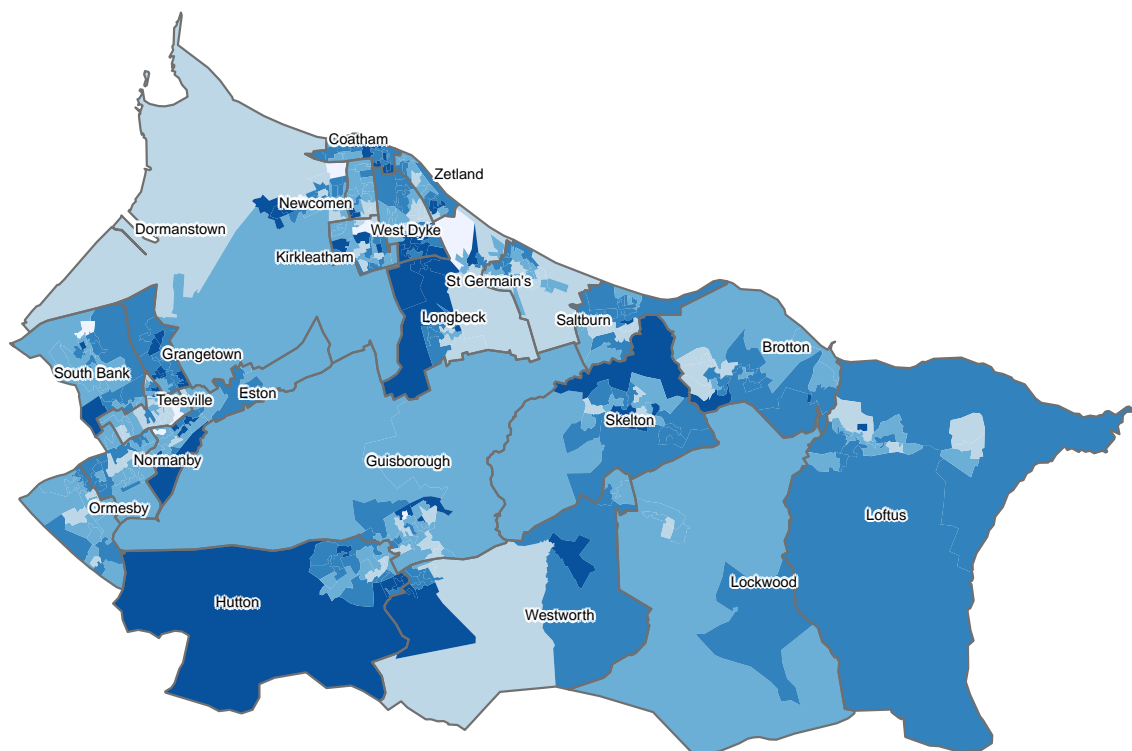 Coatham
Zetland
Newcomen
Dormanstown
West Dyke
Kirkleatham
St Germain's
Longbeck
Saltburn
Brotton
Grangetown
South Bank
Eston
Teesville
Skelton
Normanby
Guisborough
Ormesby
Loftus
Lockwood
Hutton
Westworth